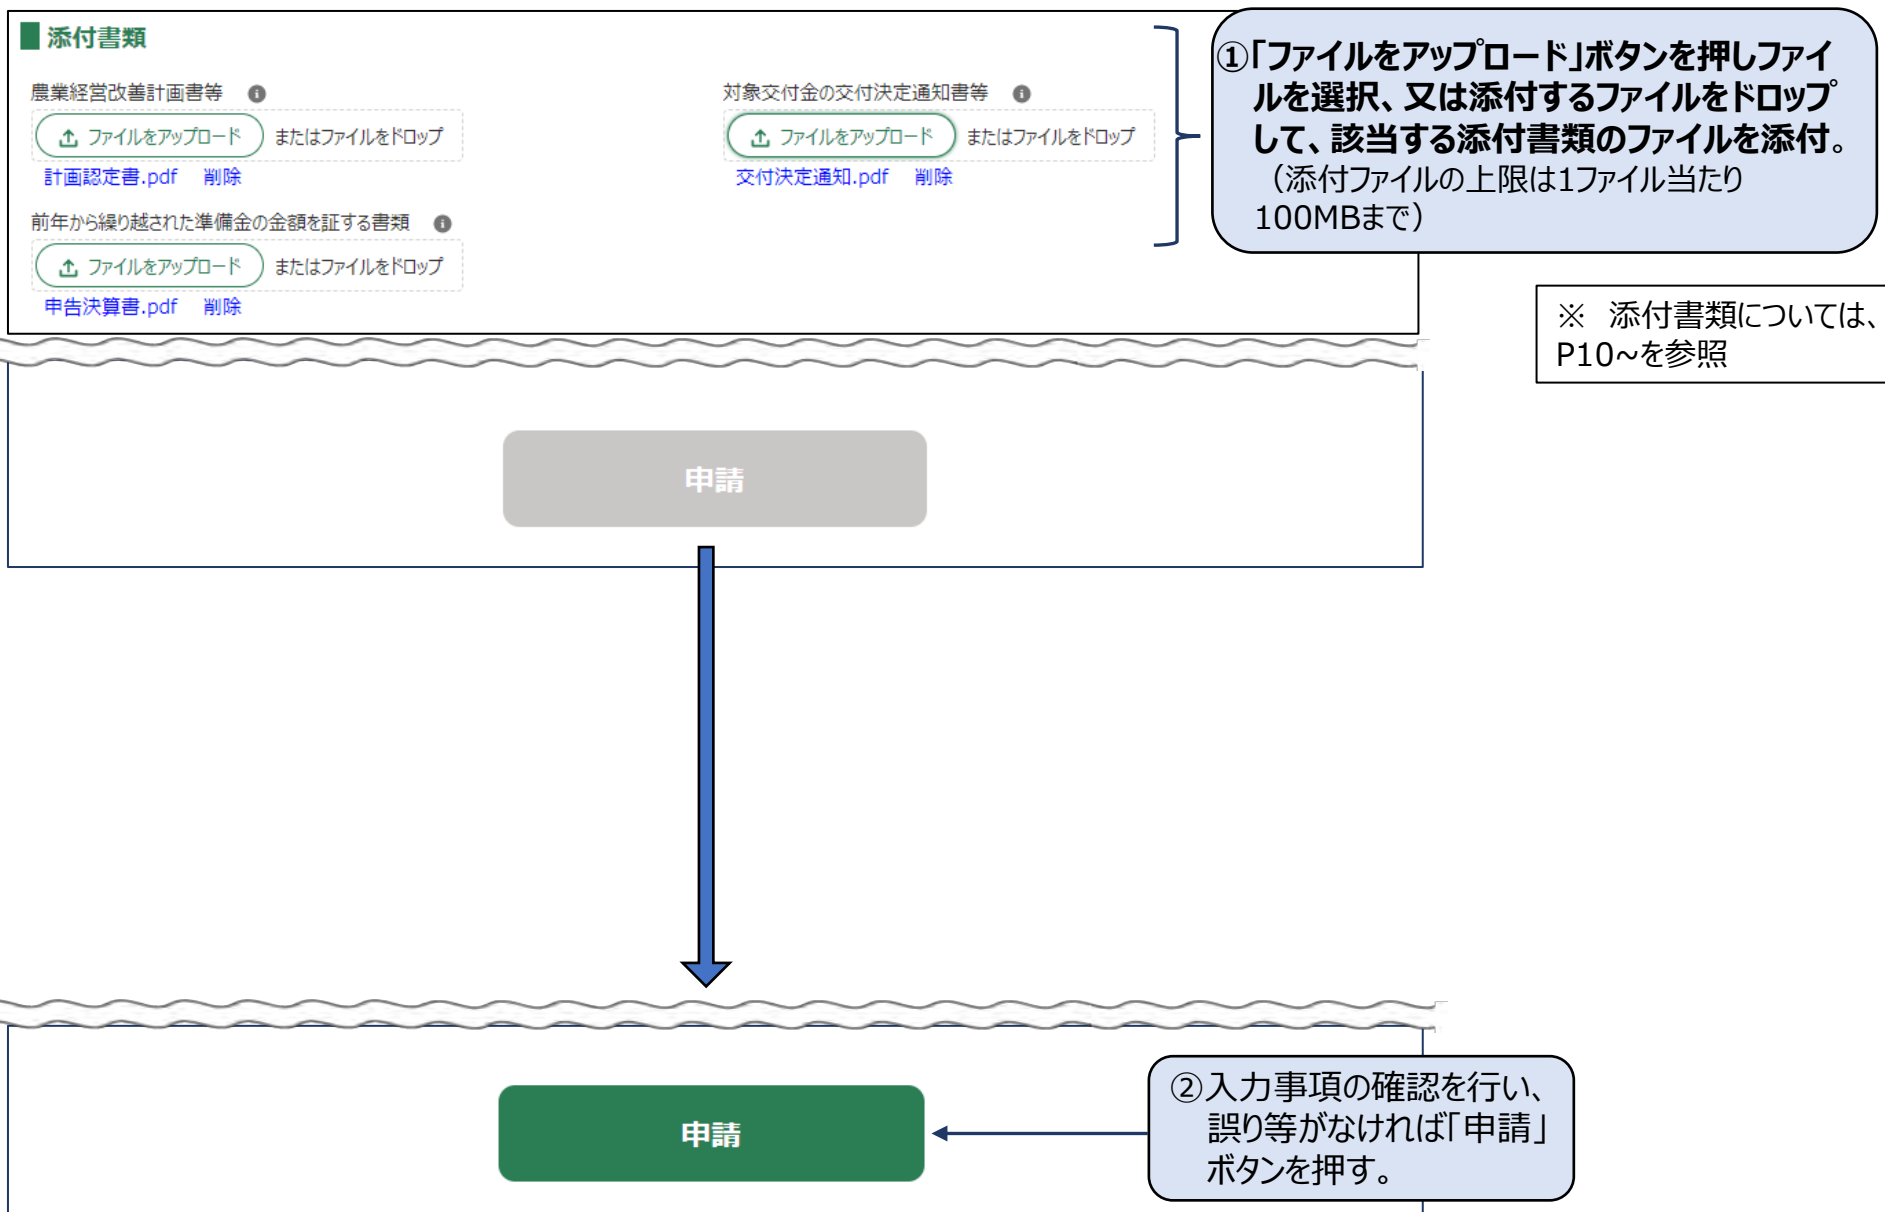 添付書類
農業経営改善計画書等
ファイルをアップロード またはファイルをドロップ
計画認定書.pdf 削除
対象交付金の交付決定通知書等
ファイルをアップロード またはファイルをドロップ
交付決定通知.pdf 削除
前年から繰り越された準備金の金額を証する書類
ファイルをアップロード またはファイルをドロップ
申告決算書.pdf 削除
①「ファイルをアップロード」ボタンを押しファイ
ルを選択、又は添付するファイルをドロップ
して、該当する添付書類のファイルを添付。
（添付ファイルの上限は1ファイル当たり
100MBまで）
※ 添付書類については、
P10~を参照
申請
申請
②入力事項の確認を行い、
誤り等がなければ「申請」
ボタンを押す。